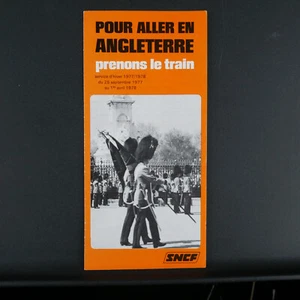 POUR ALLER EN
ANGLETERRE
prenons le train
service d'hiver 1977/1978
du 25 septembre 1977
au 1er avril 1978
SNCF